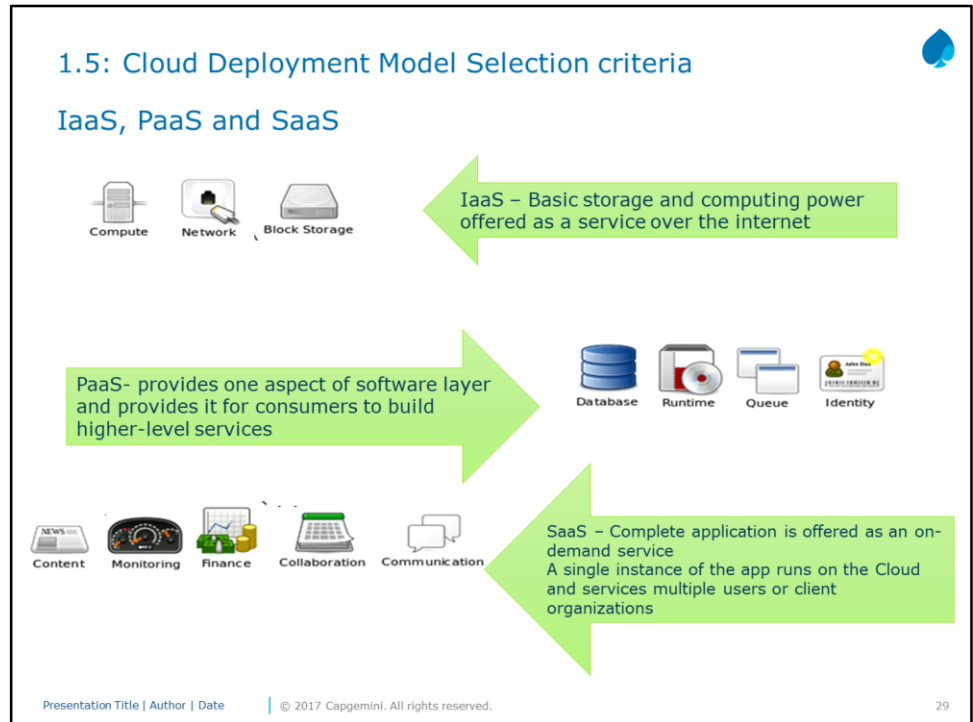 1.5: Cloud Deployment Model Selection criteria
IaaS, PaaS and SaaS
Compute
Network
Block Storage
IaaS – Basic storage and computing power
offered as a service over the internet
PaaS- provides one aspect of software layer
and provides it for consumers to build
higher-level services
Database
Runtime
Queue
Identity
NEWS
Content
Monitoring
Finance
Collaboration
Communication
SaaS – Complete application is offered as an on-
demand service
A single instance of the app runs on the Cloud
and services multiple users or client
organizations
Presentation Title | Author | Date
© 2017 Capgemini. All rights reserved.
29